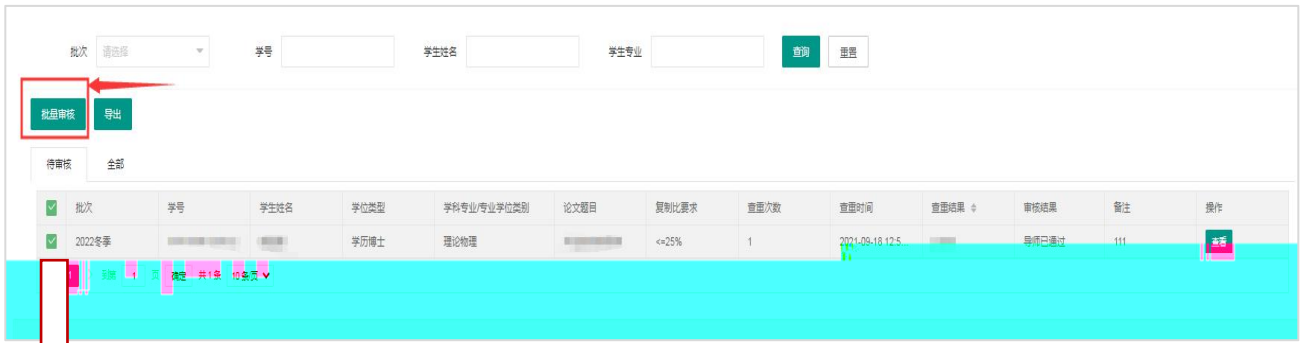 批次 请选择 学号 学生姓名 学生专业 查询 重置
批量审核 导出
待审核 全部
批次 学号 学生姓名 学位类型 学科专业/专业学位类别 论文题目 复制比要求 查重次数 查重时间 查重结果 审核结果 备注 操作
2022冬季 学历博士 理论物理 <=25% 1 2021-09-18 12:5 导师已通过 111 查看
1 到第 1 页 确定 共1条 10条/页